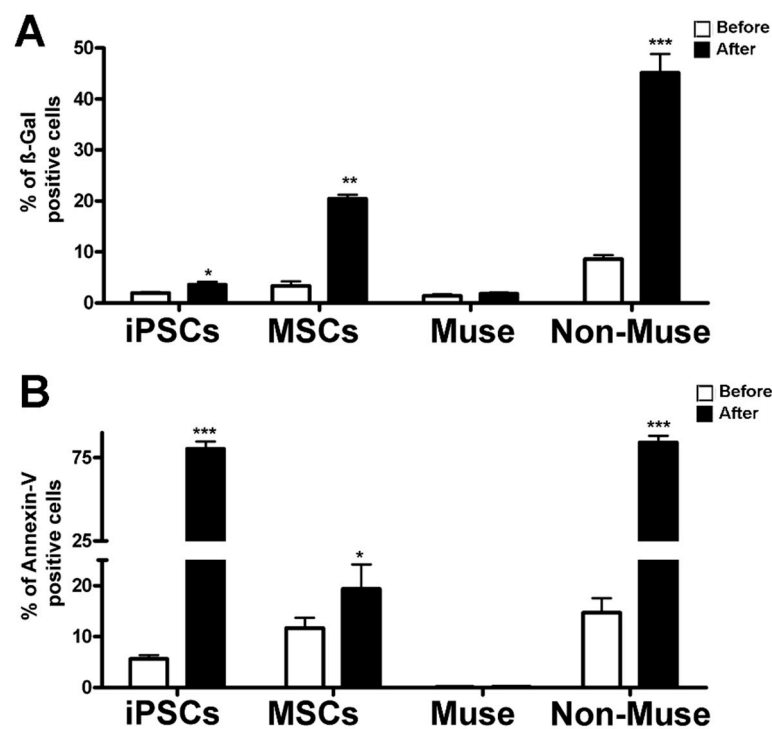 A
Before
After
% of ß-Gal
positive cells
50
40
30
20
10
0
*
**
***
iPSCs
MSCs
Muse
Non-Muse
B
Before
After
% of Annexin-V
positive cells
75
25
20
10
0
***
*
***
iPSCs
MSCs
Muse
Non-Muse